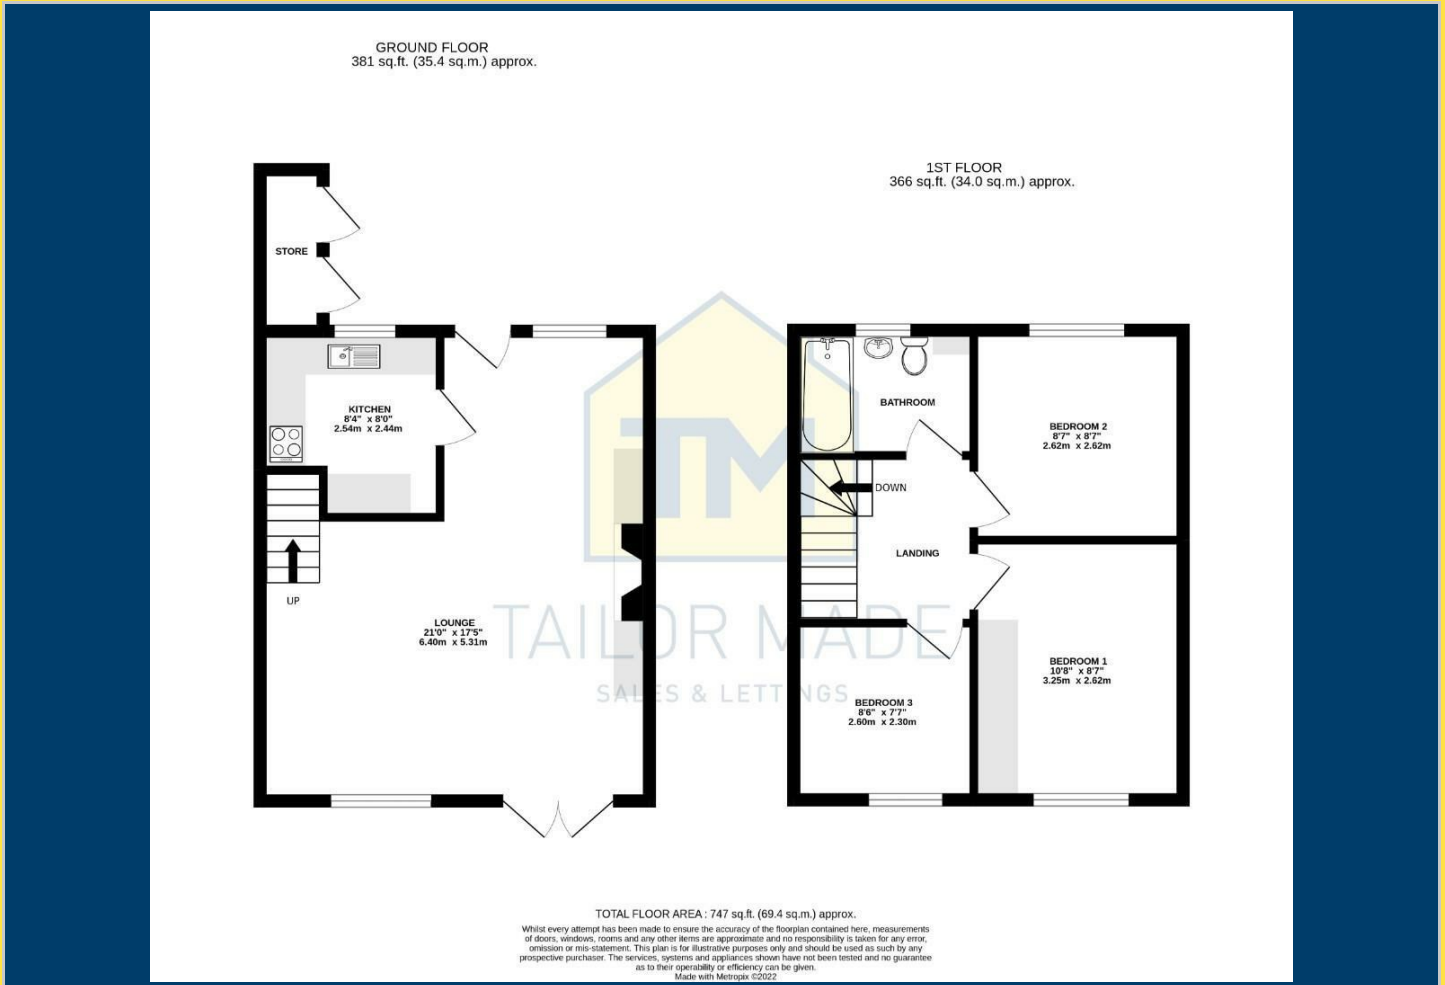 GROUND FLOOR
381 sq.ft. (35.4 sq.m.) approx.
1ST FLOOR
366 sq.ft. (34.0 sq.m.) approx.
STORE
KITCHEN
8'4" x 8'0"
2.54m x 2.44m
UP
LOUNGE
21'0" x 17'5"
6.40m x 5.31m
BATHROOM
BEDROOM 2
8'7" x 8'7"
2.62m x 2.62m
DOWN
LANDING
BEDROOM 1
10'8" x 8'7"
3.25m x 2.62m
BEDROOM 3
8'6" x 7'7"
2.60m x 2.30m
TM
TAILOR MADE
SALES & LETTINGS
TOTAL FLOOR AREA : 747 sq.ft. (69.4 sq.m.) approx.
Whilst every attempt has been made to ensure the accuracy of the floorplan contained here, measurements
of doors, windows, rooms and any other items are approximate and no responsibility is taken for any error,
omission or mis-statement. This plan is for illustrative purposes only and should be used as such by any
prospective purchaser. The services, systems and appliances shown have not been tested and no guarantee
as to their operability or efficiency can be given.
Made with Metropix ©2022